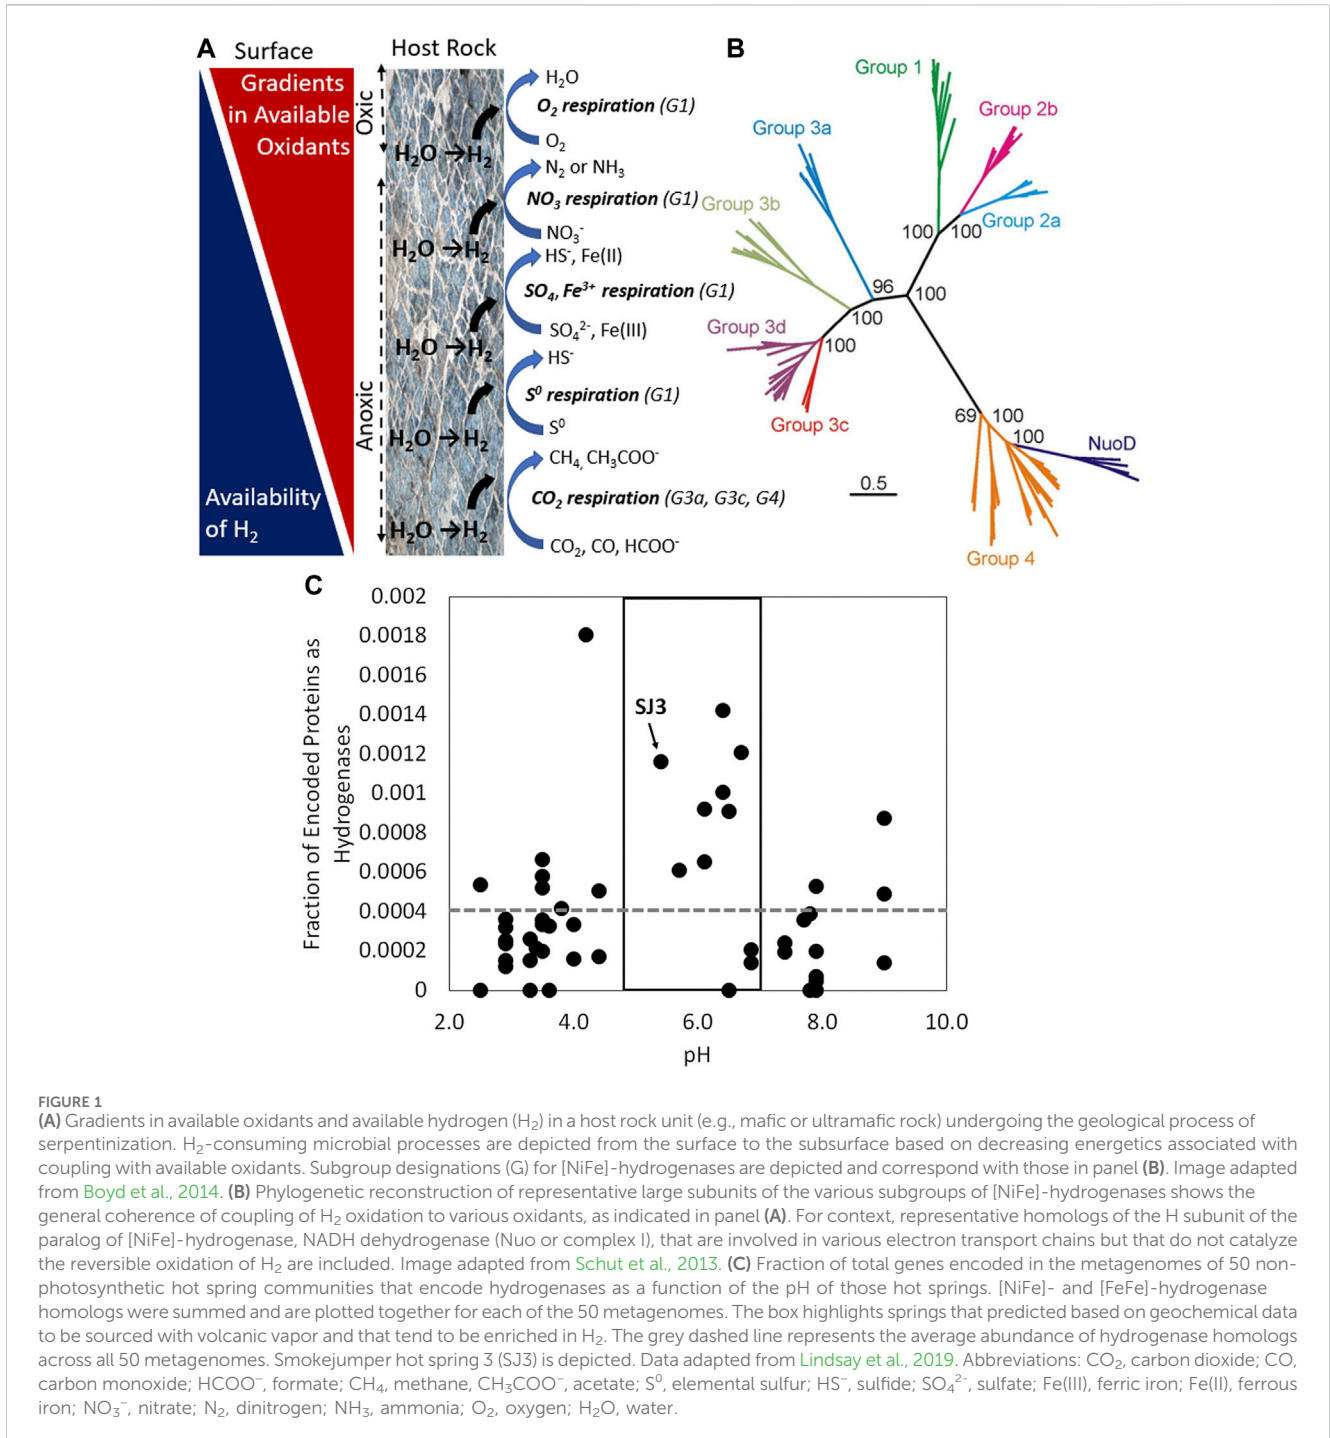 A
Surface
Gradients
in Available
Oxidants
Availability
of H₂
Oxic
Anoxic
Host Rock
H₂O → H₂
H₂O → H₂
H₂O → H₂
H₂O → H₂
H₂O → H₂
H₂O
O₂ respiration (G1)
O₂
N₂ or NH₃
NO₃ respiration (G1)
NO₃⁻
HS⁻, Fe(II)
SO₄, Fe³⁺ respiration (G1)
SO₄²⁻, Fe(III)
HS⁻
S⁰ respiration (G1)
S⁰
CH₄, CH₃COO⁻
CO₂ respiration (G3a, G3c, G4)
CO₂, CO, HCOO⁻
B
Group 1
Group 2b
Group 3a
Group 2a
Group 3b
100
100
96
100
100
Group 3d
100
Group 3c
69
100
100
NuoD
0.5
Group 4
C
Fraction of Encoded Proteins as
Hydrogenases
0.002
0.0018
0.0016
0.0014
0.0012
0.001
0.0008
0.0006
0.0004
0.0002
0
SJ3
2.0
4.0
6.0
8.0
10.0
pH
FIGURE 1
(A) Gradients in available oxidants and available hydrogen (H₂) in a host rock unit (e.g., mafic or ultramafic rock) undergoing the geological process of
serpentinization. H₂-consuming microbial processes are depicted from the surface to the subsurface based on decreasing energetics associated with
coupling with available oxidants. Subgroup designations (G) for [NiFe]-hydrogenases are depicted and correspond with those in panel (B). Image adapted
from Boyd et al., 2014. (B) Phylogenetic reconstruction of representative large subunits of the various subgroups of [NiFe]-hydrogenases shows the
general coherence of coupling of H₂ oxidation to various oxidants, as indicated in panel (A). For context, representative homologs of the H subunit of the
paralog of [NiFe]-hydrogenase, NADH dehydrogenase (Nuo or complex I), that are involved in various electron transport chains but that do not catalyze
the reversible oxidation of H₂ are included. Image adapted from Schut et al., 2013. (C) Fraction of total genes encoded in the metagenomes of 50 non-
photosynthetic hot spring communities that encode hydrogenases as a function of the pH of those hot springs. [NiFe]- and [FeFe]-hydrogenase
homologs were summed and are plotted together for each of the 50 metagenomes. The box highlights springs that predicted based on geochemical data
to be sourced with volcanic vapor and that tend to be enriched in H₂. The grey dashed line represents the average abundance of hydrogenase homologs
across all 50 metagenomes. Smokejumper hot spring 3 (SJ3) is depicted. Data adapted from Lindsay et al., 2019. Abbreviations: CO₂, carbon dioxide; CO,
carbon monoxide; HCOO⁻, formate; CH₄, methane, CH₃COO⁻, acetate; S⁰, elemental sulfur; HS⁻, sulfide; SO₄²⁻, sulfate; Fe(III), ferric iron; Fe(II), ferrous
iron; NO₃⁻, nitrate; N₂, dinitrogen; NH₃, ammonia; O₂, oxygen; H₂O, water.